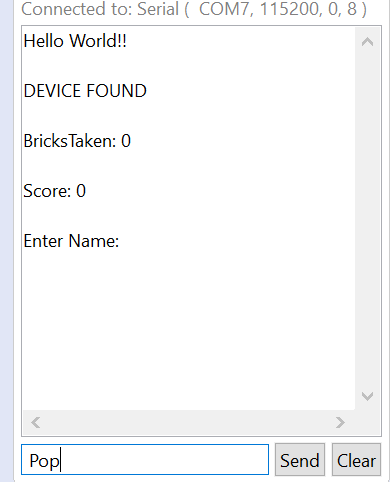 Connected to: Serial ( COM7, 115200, 0, 8 )
Hello World!!
DEVICE FOUND
BricksTaken: 0
Score: 0
Enter Name:
Pop
Send
Clear